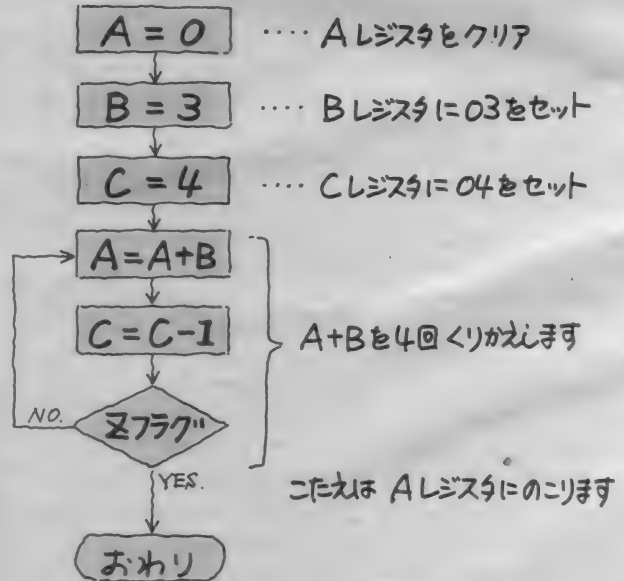 A = 0 ···· Aレジスタをクリア
B = 3 ···· Bレジスタに03をセット
C = 4 ···· Cレジスタに04をセット
A=A+B
C=C-1
A+Bを4回くりかえします
NO.
Zフラグ
YES.
こたえは Aレジスタにのこります
おわり